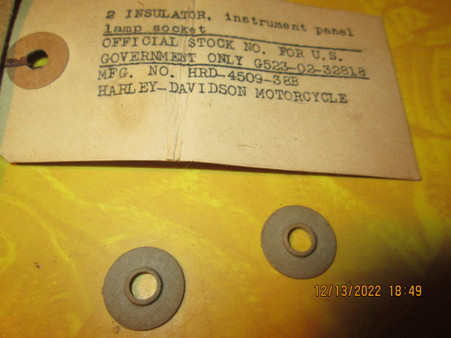 2 INSULATOR, instrument panel
lamp socket
OFFICIAL STOCK NO. FOR U.S.
GOVERNMENT ONLY G523-02-32818
MFG. NO. HRD-4509-38B
HARLEY-DAVIDSON MOTORCYCLE
12/13/2022 18:49